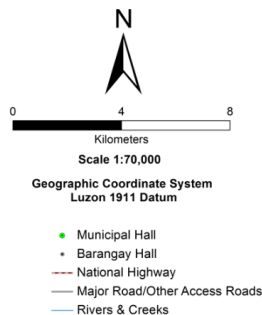 N
0 4 8
Kilometers
Scale 1:70,000
Geographic Coordinate System
Luzon 1911 Datum
Municipal Hall
Barangay Hall
National Highway
Major Road/Other Access Roads
Rivers & Creeks